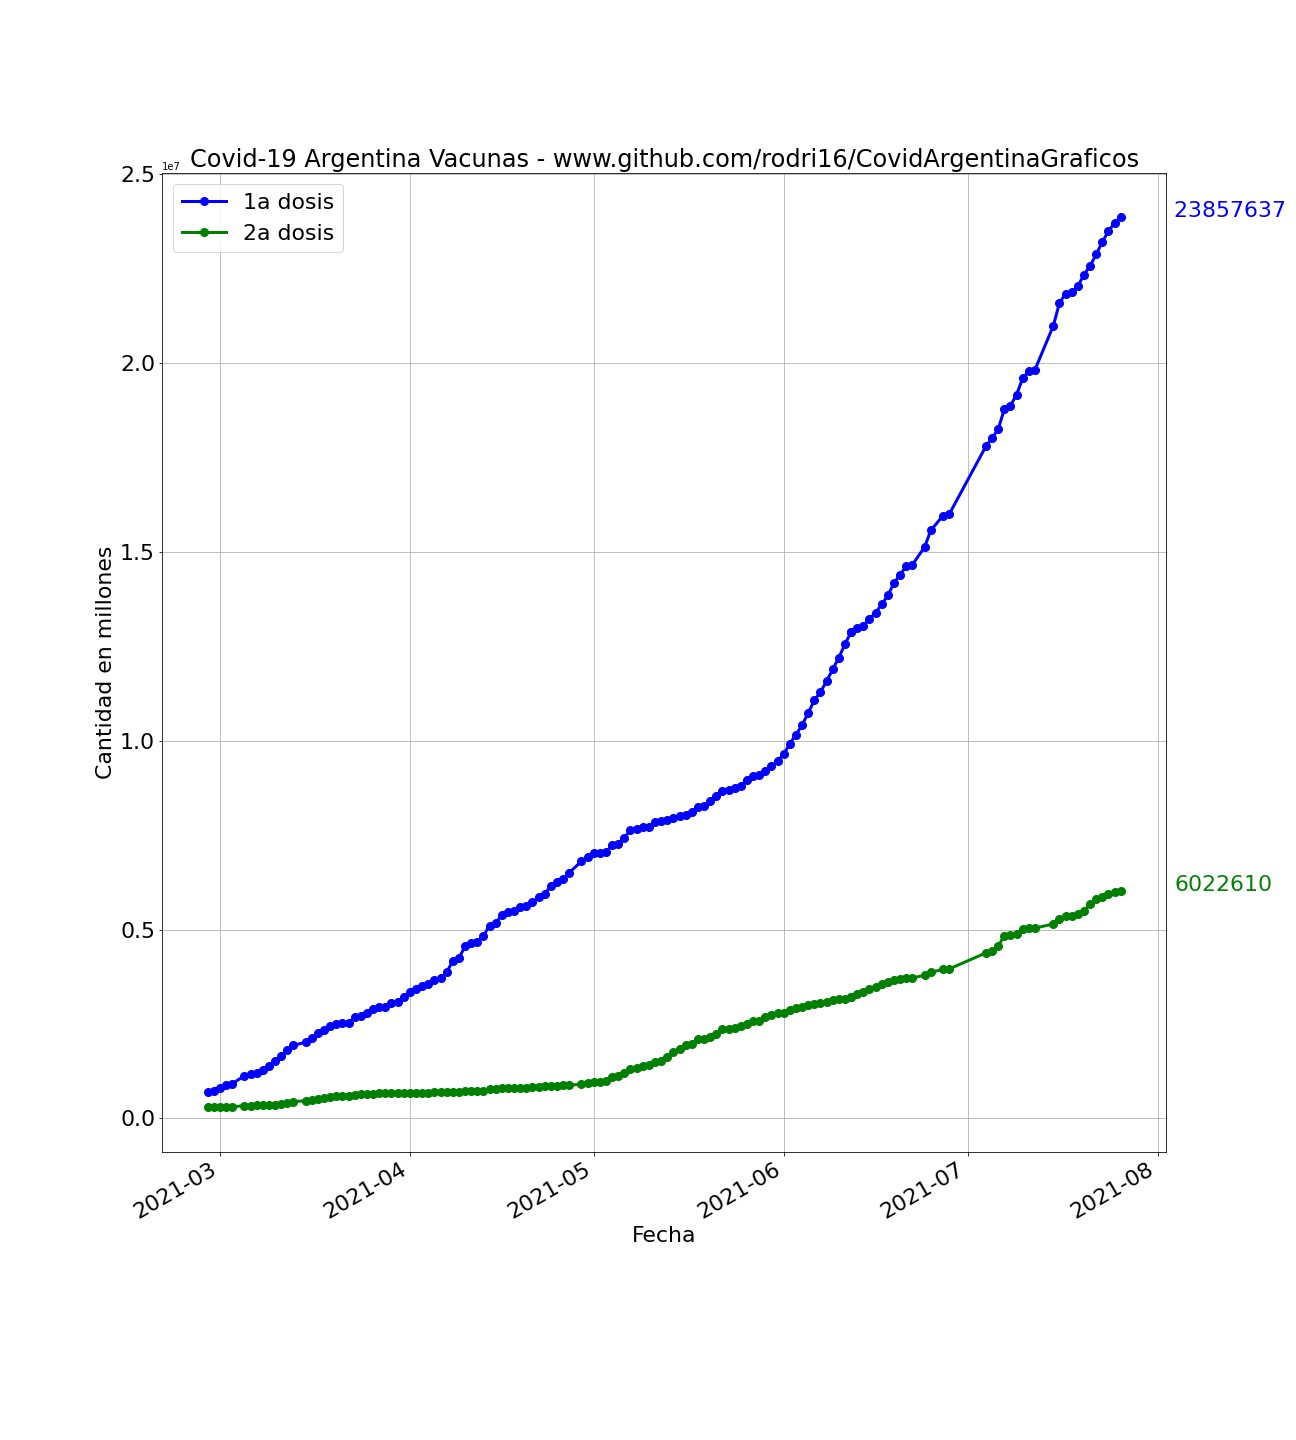 Covid-19 Argentina Vacunas - www.github.com/rodri16/CovidArgentinaGraficos
1e7
2.5
2.0
1.5
1.0
0.5
0.0
Cantidad en millones
1a dosis
2a dosis
23857637
6022610
2021-03
2021-04
2021-05
2021-06
2021-07
2021-08
Fecha